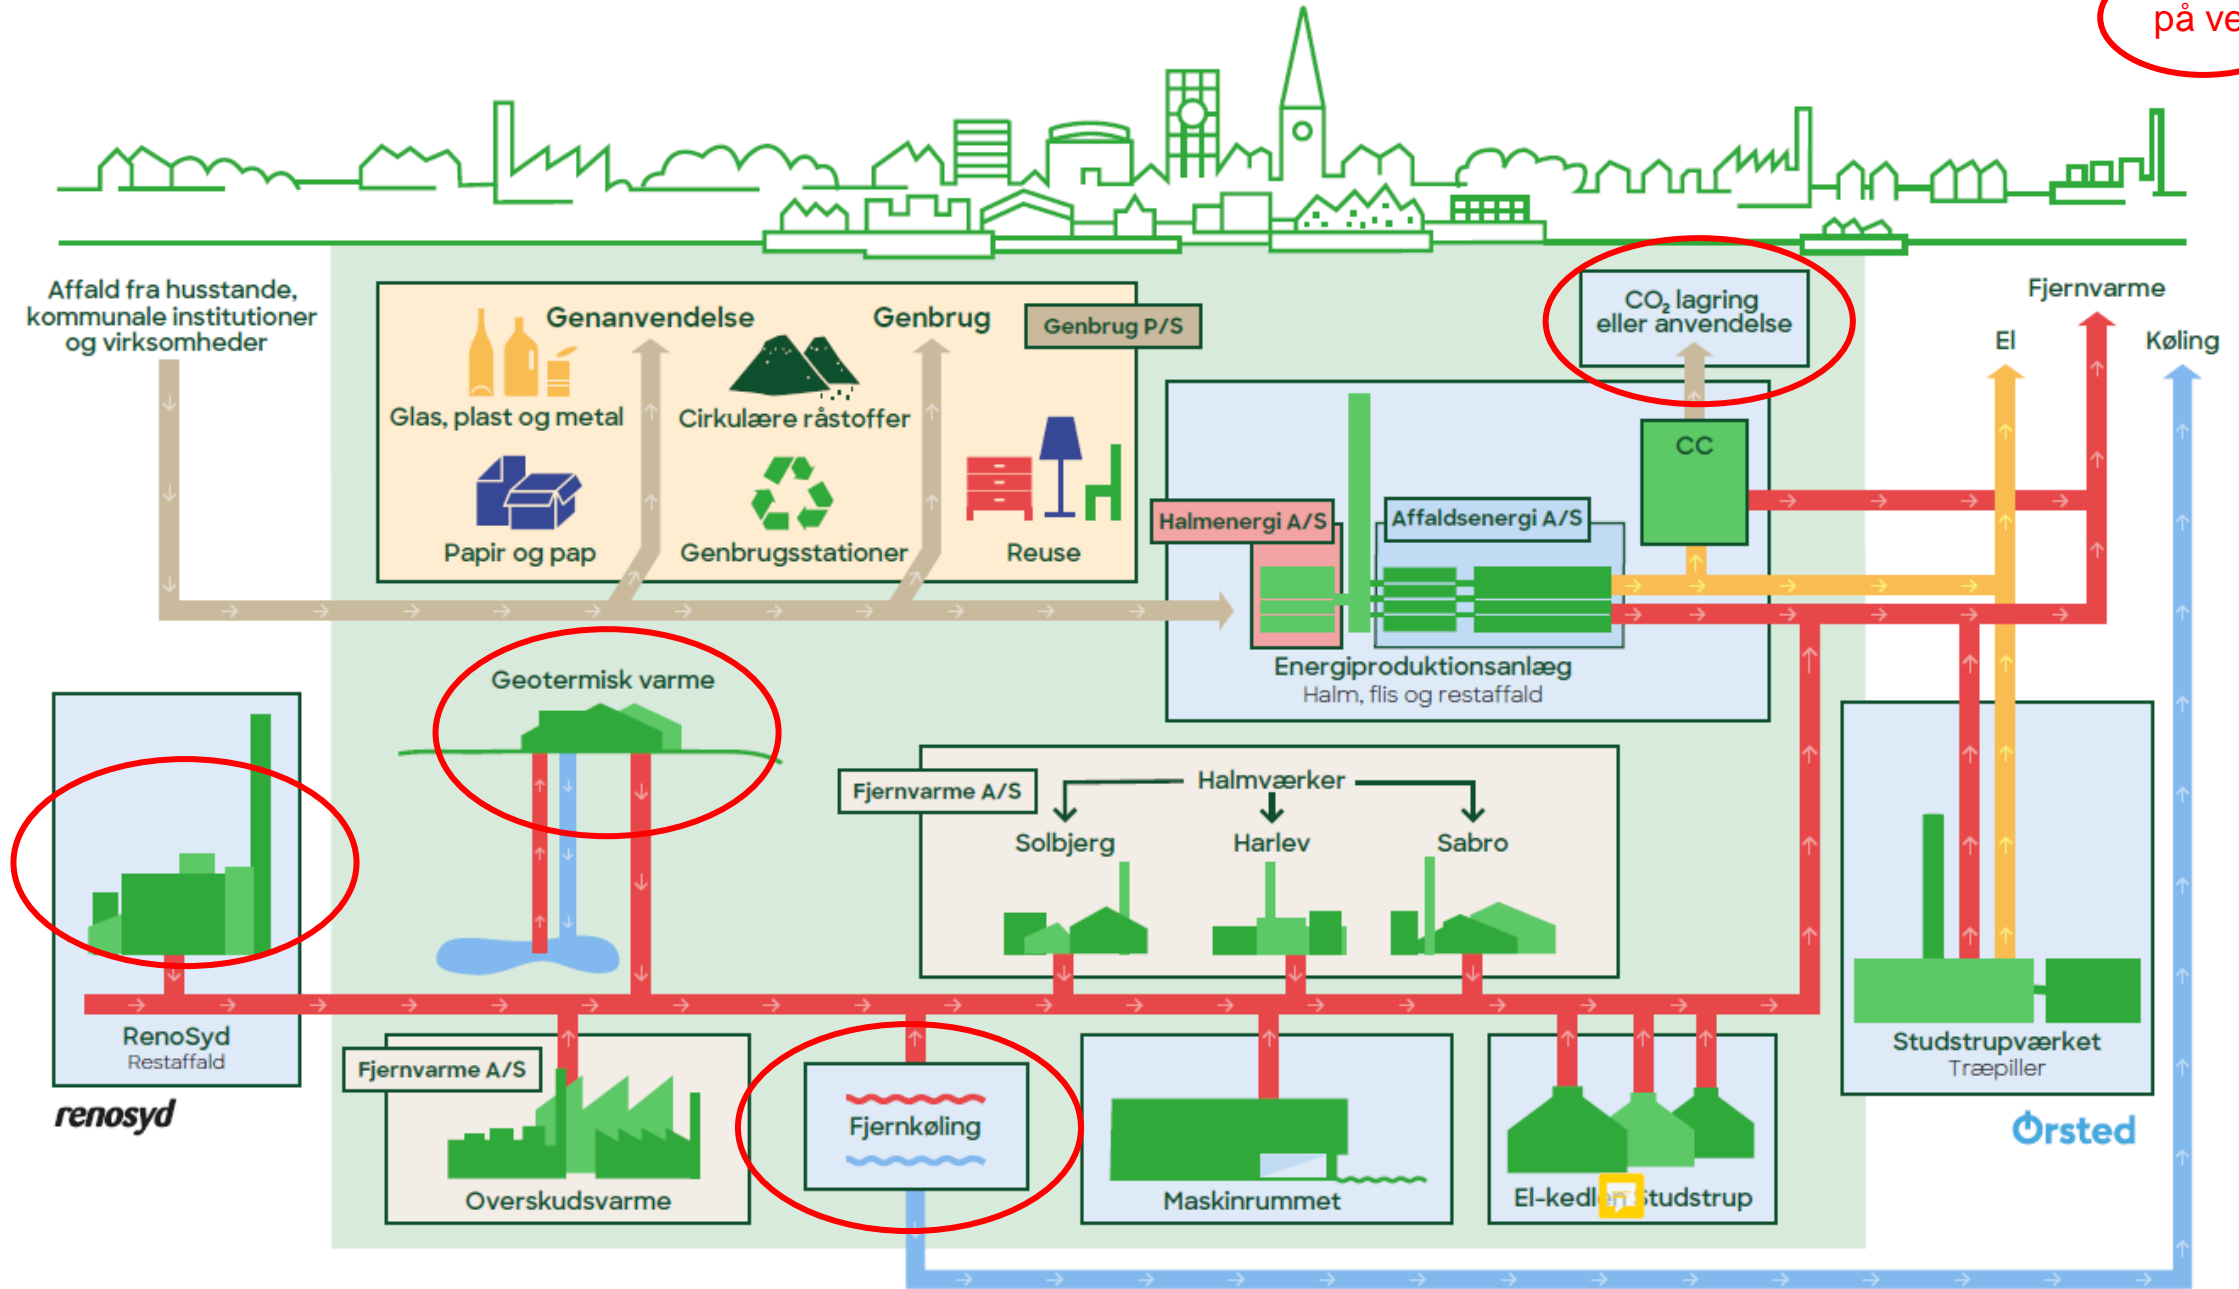 på ve
Affald fra husstande,
kommunale institutioner
og virksomheder
Genanvendelse
Genbrug
Genbrug P/S
Glas, plast og metal
Cirkulære råstoffer
Papir og pap
Genbrugsstationer
Reuse
CO₂ lagring
eller anvendelse
Fjernvarme
El
Køling
CC
Halmenergi A/S
Affaldsenergi A/S
Energiproduktionsanlæg
Halm, flis og restaffald
Geotermisk varme
Fjernvarme A/S
Halmværker
Solbjerg
Harlev
Sabro
RenoSyd
Restaffald
renosyd
Fjernvarme A/S
Overskudsvarme
Fjernkøling
Maskinrummet
El-kedlen Studstrup
Studstrupværket
Træpiller
Ørsted